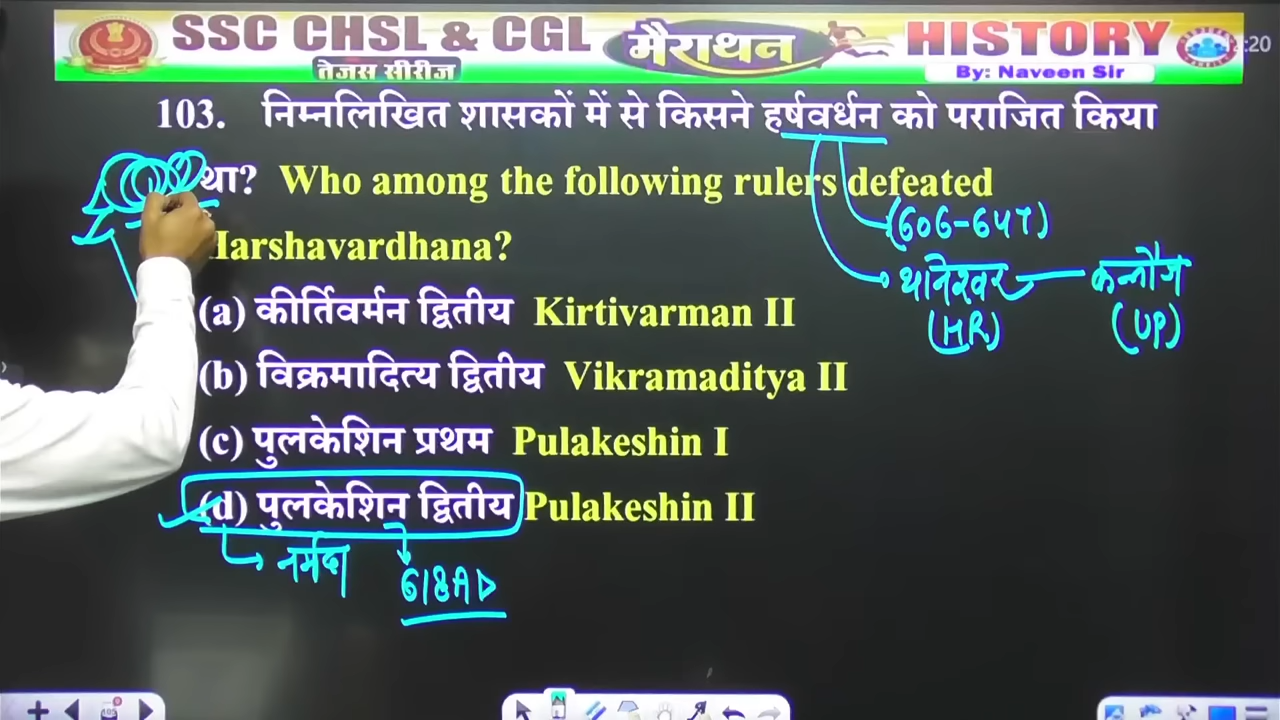 SSC CHSL & CGL मैराथन HISTORY
तेजस सीरीज By: Naveen Sir
:20
103. निम्नलिखित शासकों में से किसने हर्षवर्धन को पराजित किया
था? Who among the following rulers defeated
Harshavardhana?
(606-647)
थानेश्वर — कन्नौज
(HR) (UP)
(a) कीर्तिवर्मन द्वितीय Kirtivarman II
(b) विक्रमादित्य द्वितीय Vikramaditya II
(c) पुलकेशिन प्रथम Pulakeshin I
(d) पुलकेशिन द्वितीय Pulakeshin II
नर्मदा 618AD